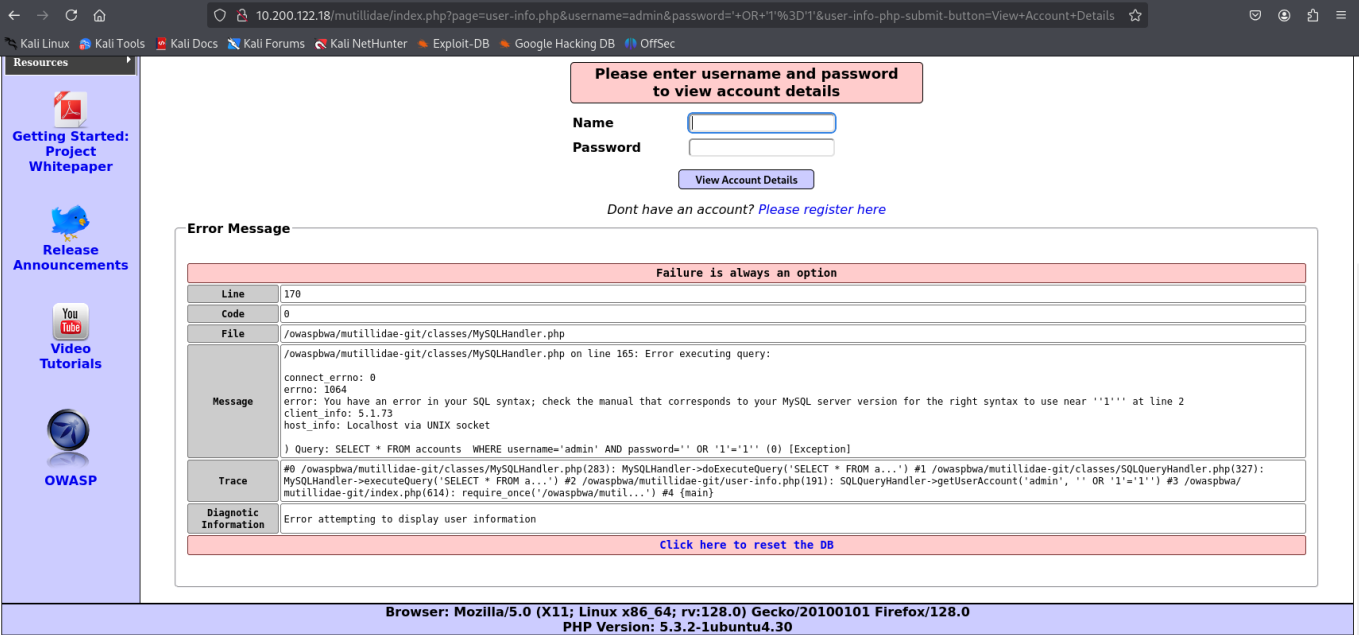 10.200.122.18/mutillidae/index.php?page=user-info.php&username=admin&password='+OR+'1'%3D'1'&user-info-php-submit-button=View+Account+Details
Kali Linux Kali Tools Kali Docs Kali Forums Kali NetHunter Exploit-DB Google Hacking DB OffSec
Resources
Getting Started:
Project
Whitepaper
Release
Announcements
You
Tube
Video
Tutorials
OWASP
Please enter username and password
to view account details
Name
Password
View Account Details
Dont have an account? Please register here
Error Message
Failure is always an option
Line 170
Code 0
File /owaspbwa/mutillidae-git/classes/MySQLHandler.php
Message
/owaspbwa/mutillidae-git/classes/MySQLHandler.php on line 165: Error executing query:
connect_errno: 0
errno: 1064
error: You have an error in your SQL syntax; check the manual that corresponds to your MySQL server version for the right syntax to use near ''1''' at line 2
client_info: 5.1.73
host_info: Localhost via UNIX socket
) Query: SELECT * FROM accounts WHERE username='admin' AND password='' OR '1'='1'' (0) [Exception]
Trace
#0 /owaspbwa/mutillidae-git/classes/MySQLHandler.php(283): MySQLHandler->doExecuteQuery('SELECT * FROM a...') #1 /owaspbwa/mutillidae-git/classes/SQLQueryHandler.php(327):
MySQLHandler->executeQuery('SELECT * FROM a...') #2 /owaspbwa/mutillidae-git/user-info.php(191): SQLQueryHandler->getUserAccount('admin', '' OR '1'='1'') #3 /owaspbwa/
mutillidae-git/index.php(614): require_once('/owaspbwa/mutil...') #4 {main}
Diagnostic
Information
Error attempting to display user information
Click here to reset the DB
Browser: Mozilla/5.0 (X11; Linux x86_64; rv:128.0) Gecko/20100101 Firefox/128.0
PHP Version: 5.3.2-1ubuntu4.30